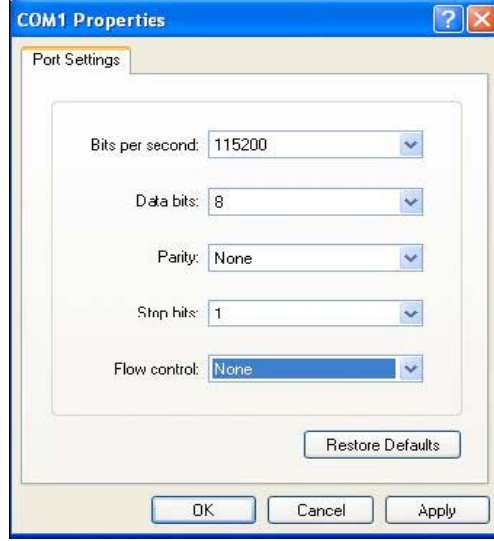 COM1 Properties
Port Settings
Bits per second: 115200
Data bits: 8
Parity: None
Stop bits: 1
Flow control: None
Restore Defaults
OK Cancel Apply